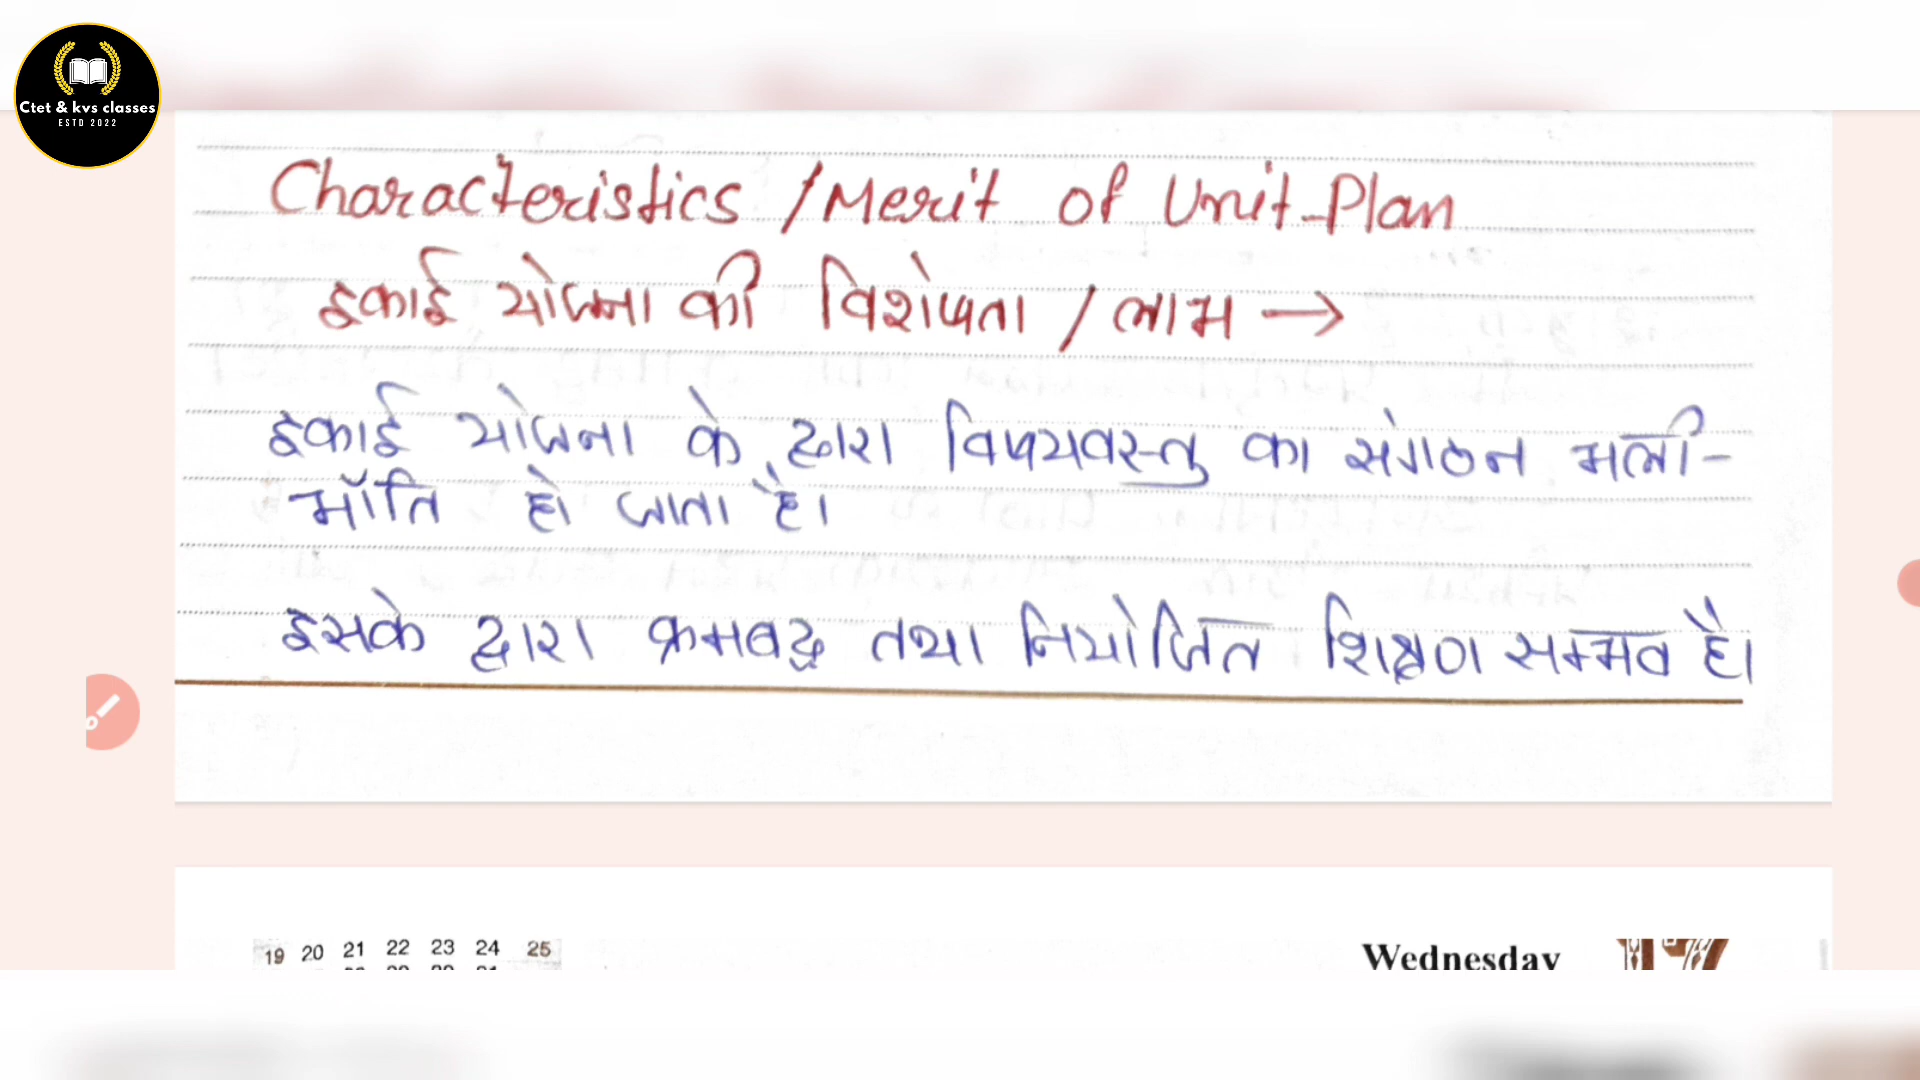 Ctet & kvs classes
ESTD 2022
Characteristics / Merit of Unit-Plan
इकाई योजना की विशेषता / लाभ →
इकाई योजना के द्वारा विषयवस्तु का संगठन भली-
भाँति हो जाता है।
इसके द्वारा क्रमबद्ध तथा नियोजित शिक्षण सम्भव है।
19 20 21 22 23 24 25
Wednesday 17